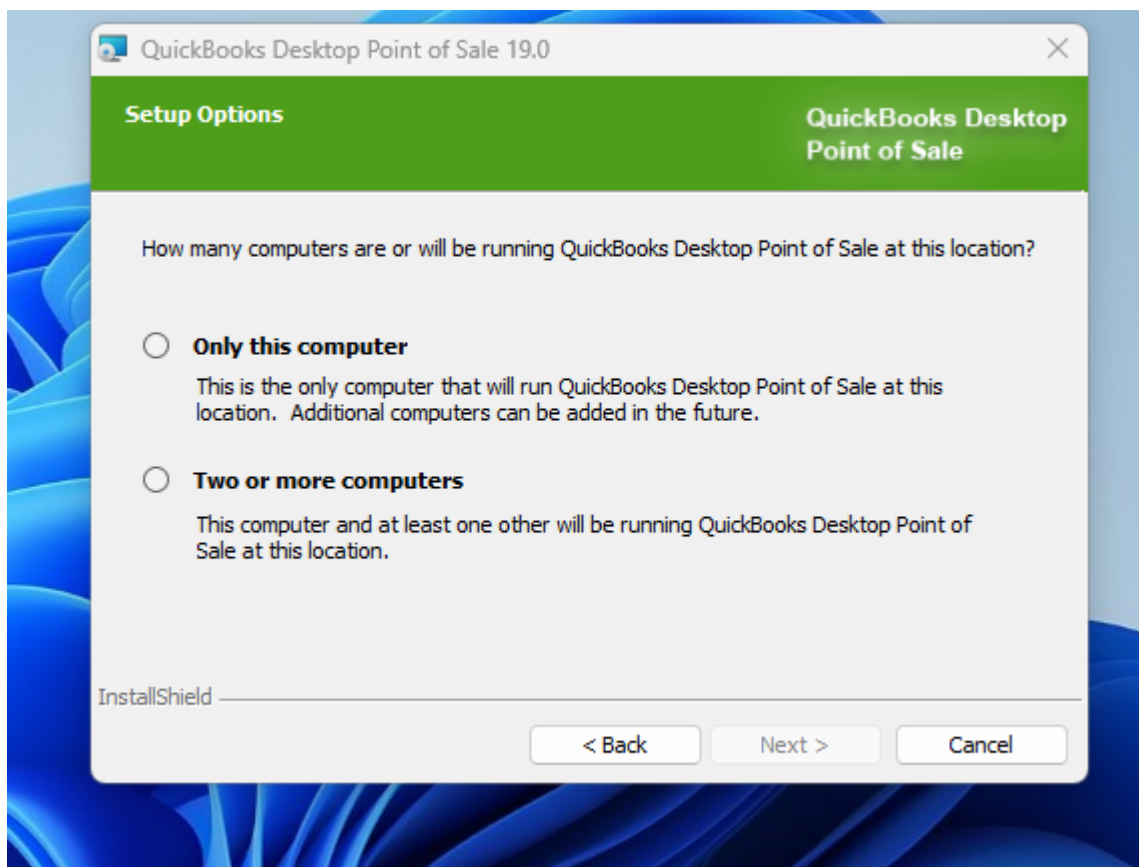 QuickBooks Desktop Point of Sale 19.0
Setup Options
QuickBooks Desktop
Point of Sale
How many computers are or will be running QuickBooks Desktop Point of Sale at this location?
Only this computer
This is the only computer that will run QuickBooks Desktop Point of Sale at this
location.  Additional computers can be added in the future.
Two or more computers
This computer and at least one other will be running QuickBooks Desktop Point of
Sale at this location.
InstallShield
< Back
Next >
Cancel